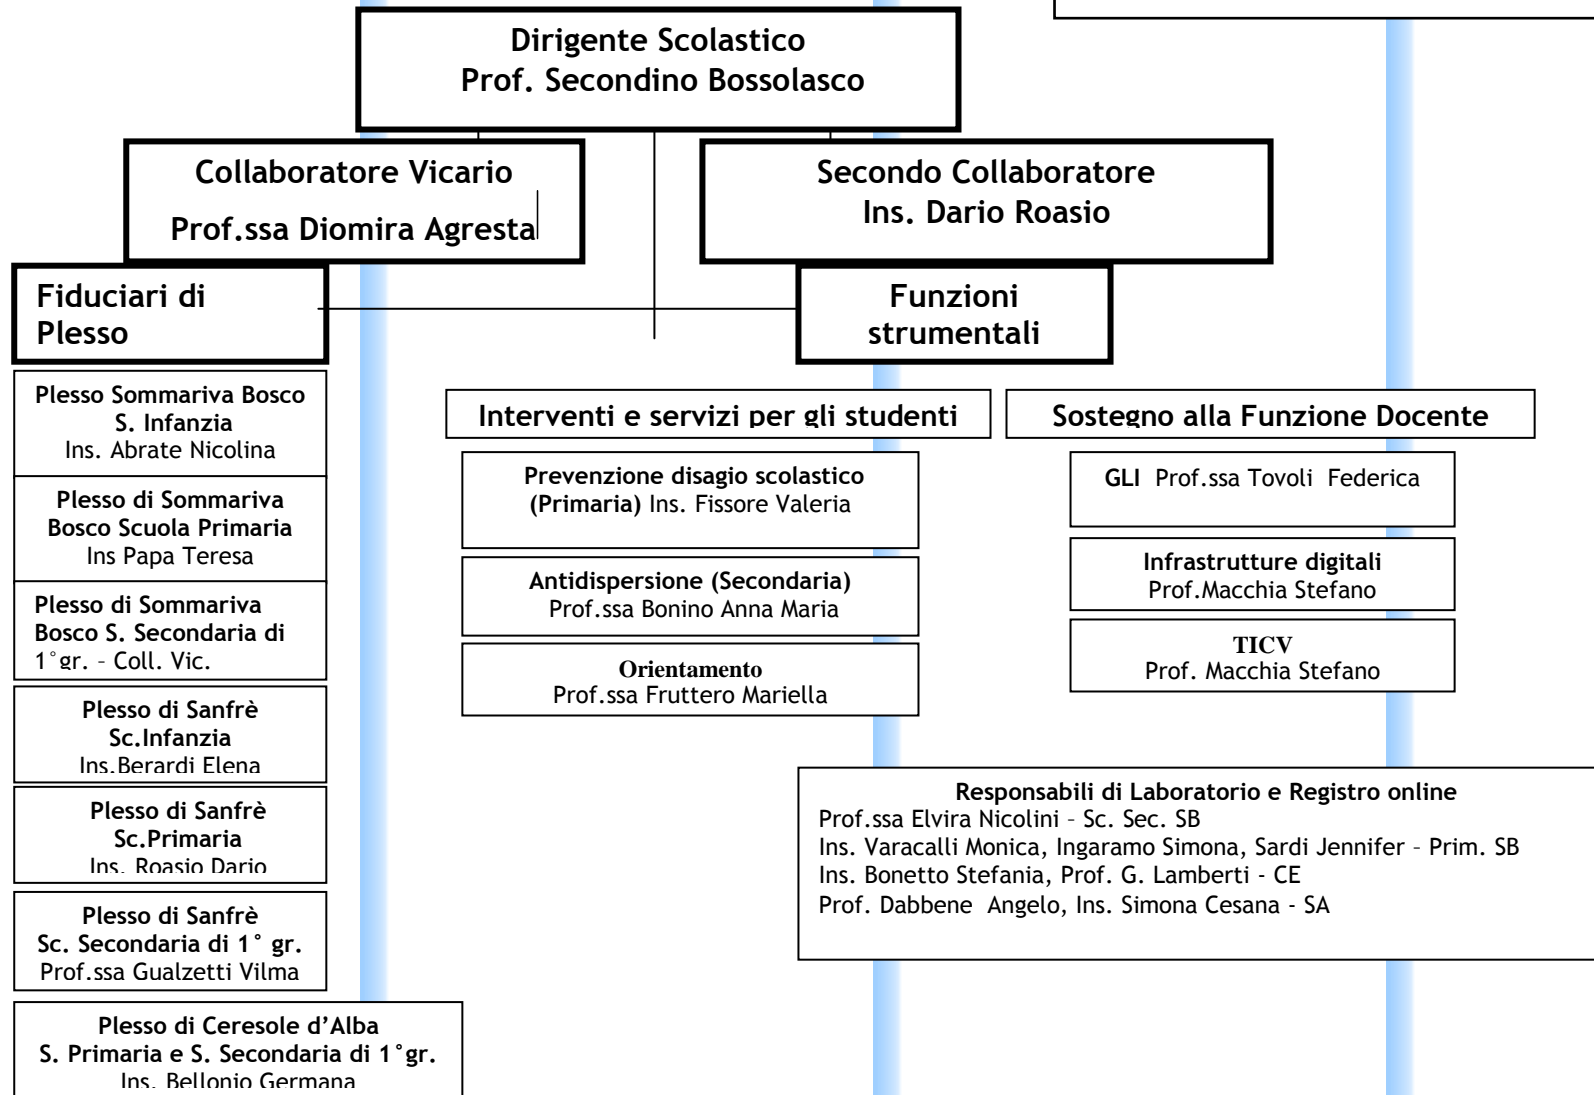 Dirigente Scolastico
Prof. Secondino Bossolasco
Collaboratore Vicario
Prof.ssa Diomira Agresta
Secondo Collaboratore
Ins. Dario Roasio
Fiduciari di
Plesso
Funzioni
strumentali
Plesso Sommariva Bosco
S. Infanzia
Ins. Abrate Nicolina
Plesso di Sommariva
Bosco Scuola Primaria
Ins Papa Teresa
Plesso di Sommariva
Bosco S. Secondaria di
1°gr. – Coll. Vic.
Plesso di Sanfrè
Sc.Infanzia
Ins.Berardi Elena
Plesso di Sanfrè
Sc.Primaria
Ins. Roasio Dario
Plesso di Sanfrè
Sc. Secondaria di 1° gr.
Prof.ssa Gualzetti Vilma
Plesso di Ceresole d’Alba
S. Primaria e S. Secondaria di 1°gr.
Ins. Bellonio Germana
Interventi e servizi per gli studenti
Prevenzione disagio scolastico
(Primaria) Ins. Fissore Valeria
Antidispersione (Secondaria)
Prof.ssa Bonino Anna Maria
Orientamento
Prof.ssa Fruttero Mariella
Sostegno alla Funzione Docente
GLI Prof.ssa Tovoli Federica
Infrastrutture digitali
Prof.Macchia Stefano
TICV
Prof. Macchia Stefano
Responsabili di Laboratorio e Registro online
Prof.ssa Elvira Nicolini – Sc. Sec. SB
Ins. Varacalli Monica, Ingaramo Simona, Sardi Jennifer – Prim. SB
Ins. Bonetto Stefania, Prof. G. Lamberti - CE
Prof. Dabbene Angelo, Ins. Simona Cesana - SA